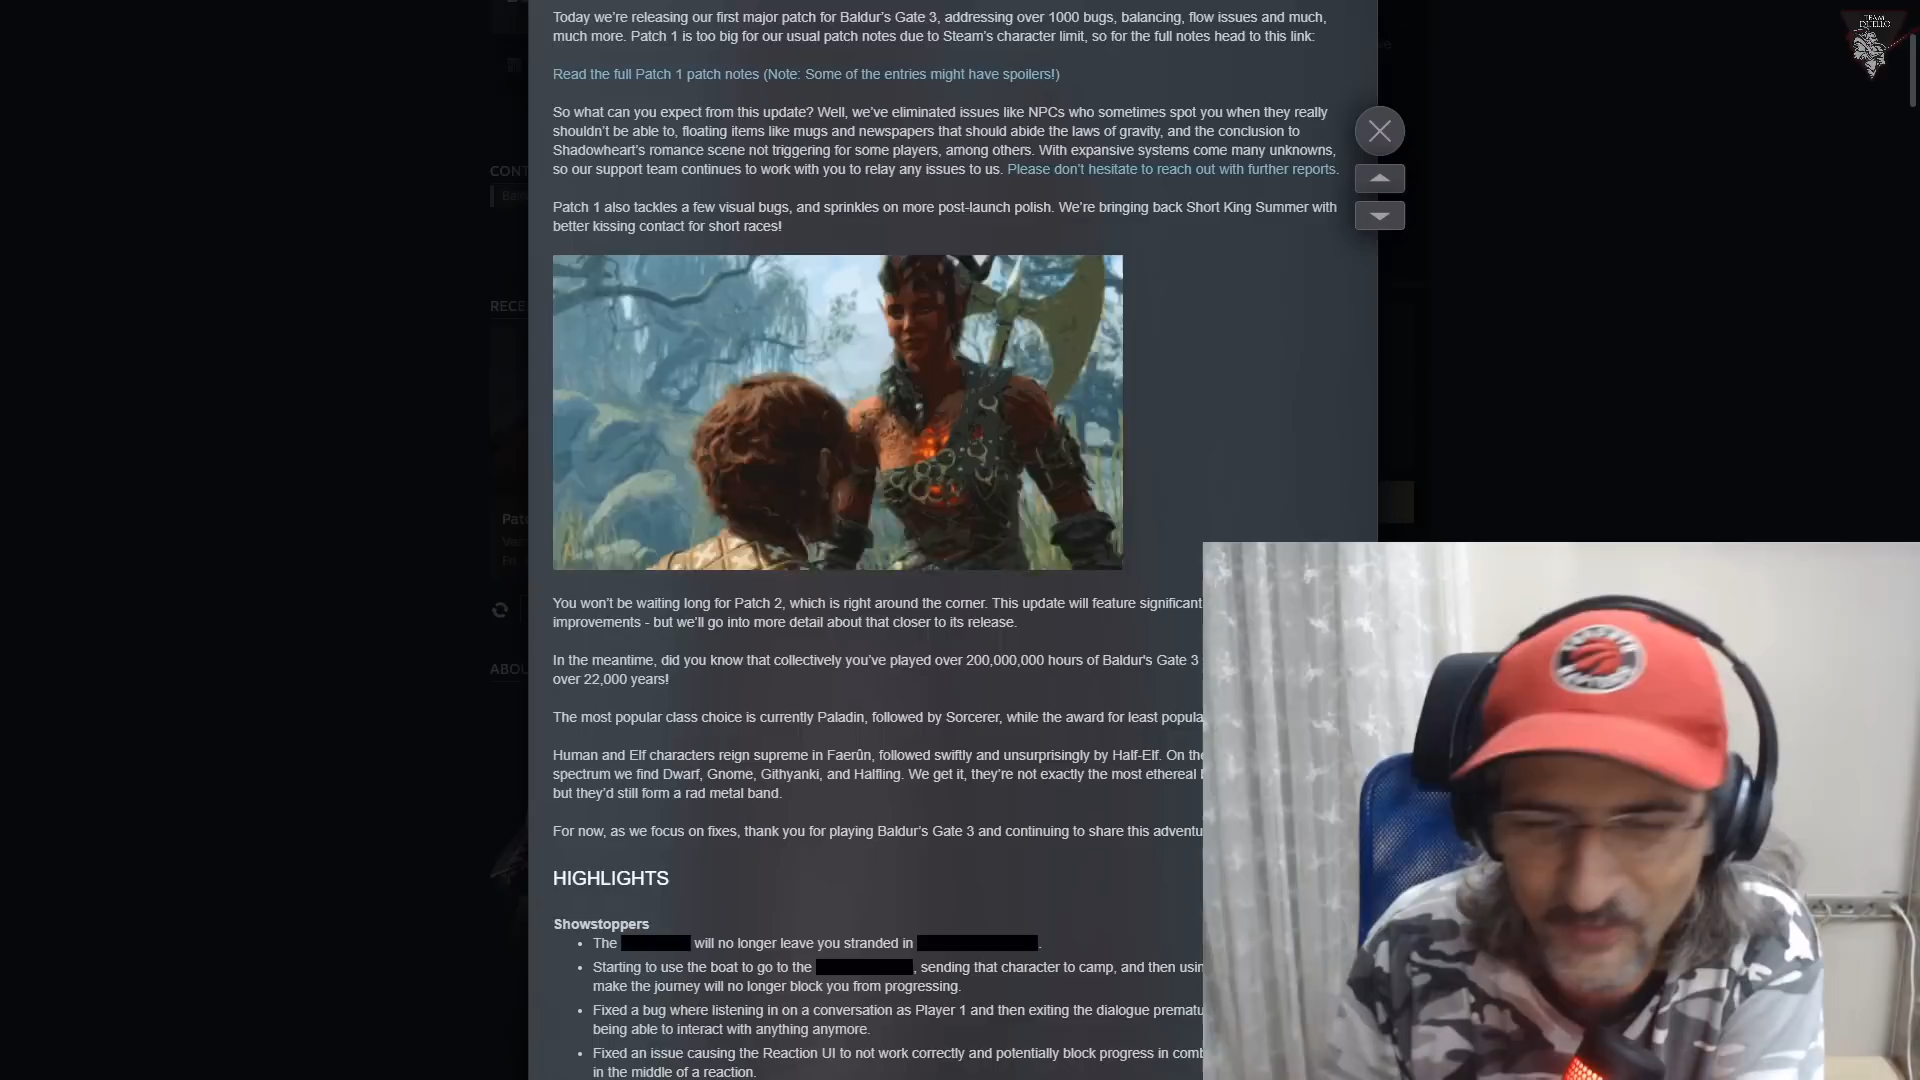 Today we’re releasing our first major patch for Baldur’s Gate 3, addressing over 1000 bugs, balancing, flow issues and much,
much more. Patch 1 is too big for our usual patch notes due to Steam’s character limit, so for the full notes head to this link:
Read the full Patch 1 patch notes (Note: Some of the entries might have spoilers!)
So what can you expect from this update? Well, we’ve eliminated issues like NPCs who sometimes spot you when they really
shouldn’t be able to, floating items like mugs and newspapers that should abide the laws of gravity, and the conclusion to
Shadowheart’s romance scene not triggering for some players, among others. With expansive systems come many unknowns,
so our support team continues to work with you to relay any issues to us. Please don’t hesitate to reach out with further reports.
Patch 1 also tackles a few visual bugs, and sprinkles on more post-launch polish. We’re bringing back Short King Summer with
better kissing contact for short races!
You won’t be waiting long for Patch 2, which is right around the corner. This update will feature significant
improvements - but we’ll go into more detail about that closer to its release.
In the meantime, did you know that collectively you’ve played over 200,000,000 hours of Baldur's Gate 3
over 22,000 years!
The most popular class choice is currently Paladin, followed by Sorcerer, while the award for least popula
Human and Elf characters reign supreme in Faerûn, followed swiftly and unsurprisingly by Half-Elf. On the
spectrum we find Dwarf, Gnome, Githyanki, and Halfling. We get it, they’re not exactly the most ethereal
but they’d still form a rad metal band.
For now, as we focus on fixes, thank you for playing Baldur’s Gate 3 and continuing to share this adventu
HIGHLIGHTS
Showstoppers
• The will no longer leave you stranded in .
• Starting to use the boat to go to the , sending that character to camp, and then usin
make the journey will no longer block you from progressing.
• Fixed a bug where listening in on a conversation as Player 1 and then exiting the dialogue prematu
being able to interact with anything anymore.
• Fixed an issue causing the Reaction UI to not work correctly and potentially block progress in comb
in the middle of a reaction.
CONT
RECE
Patc
ABOU
TEAM